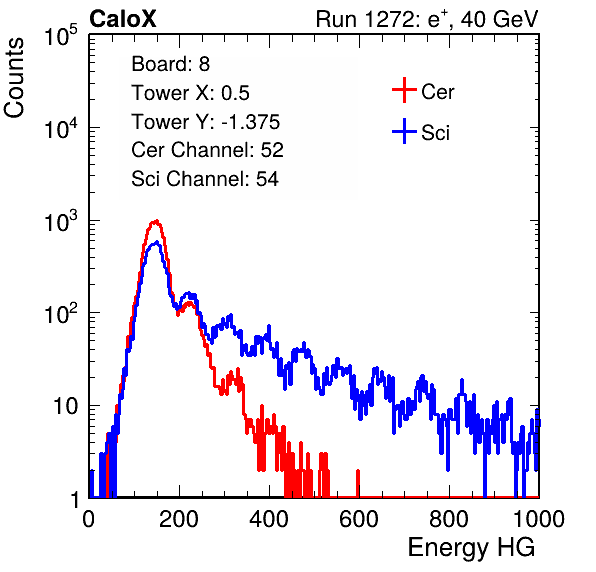 CaloX Run 1272: e⁺, 40 GeV
Counts
Board: 8
Tower X: 0.5
Tower Y: -1.375
Cer Channel: 52
Sci Channel: 54
Cer
Sci
10⁵
10⁴
10³
10²
10
1
0 200 400 600 800 1000
Energy HG